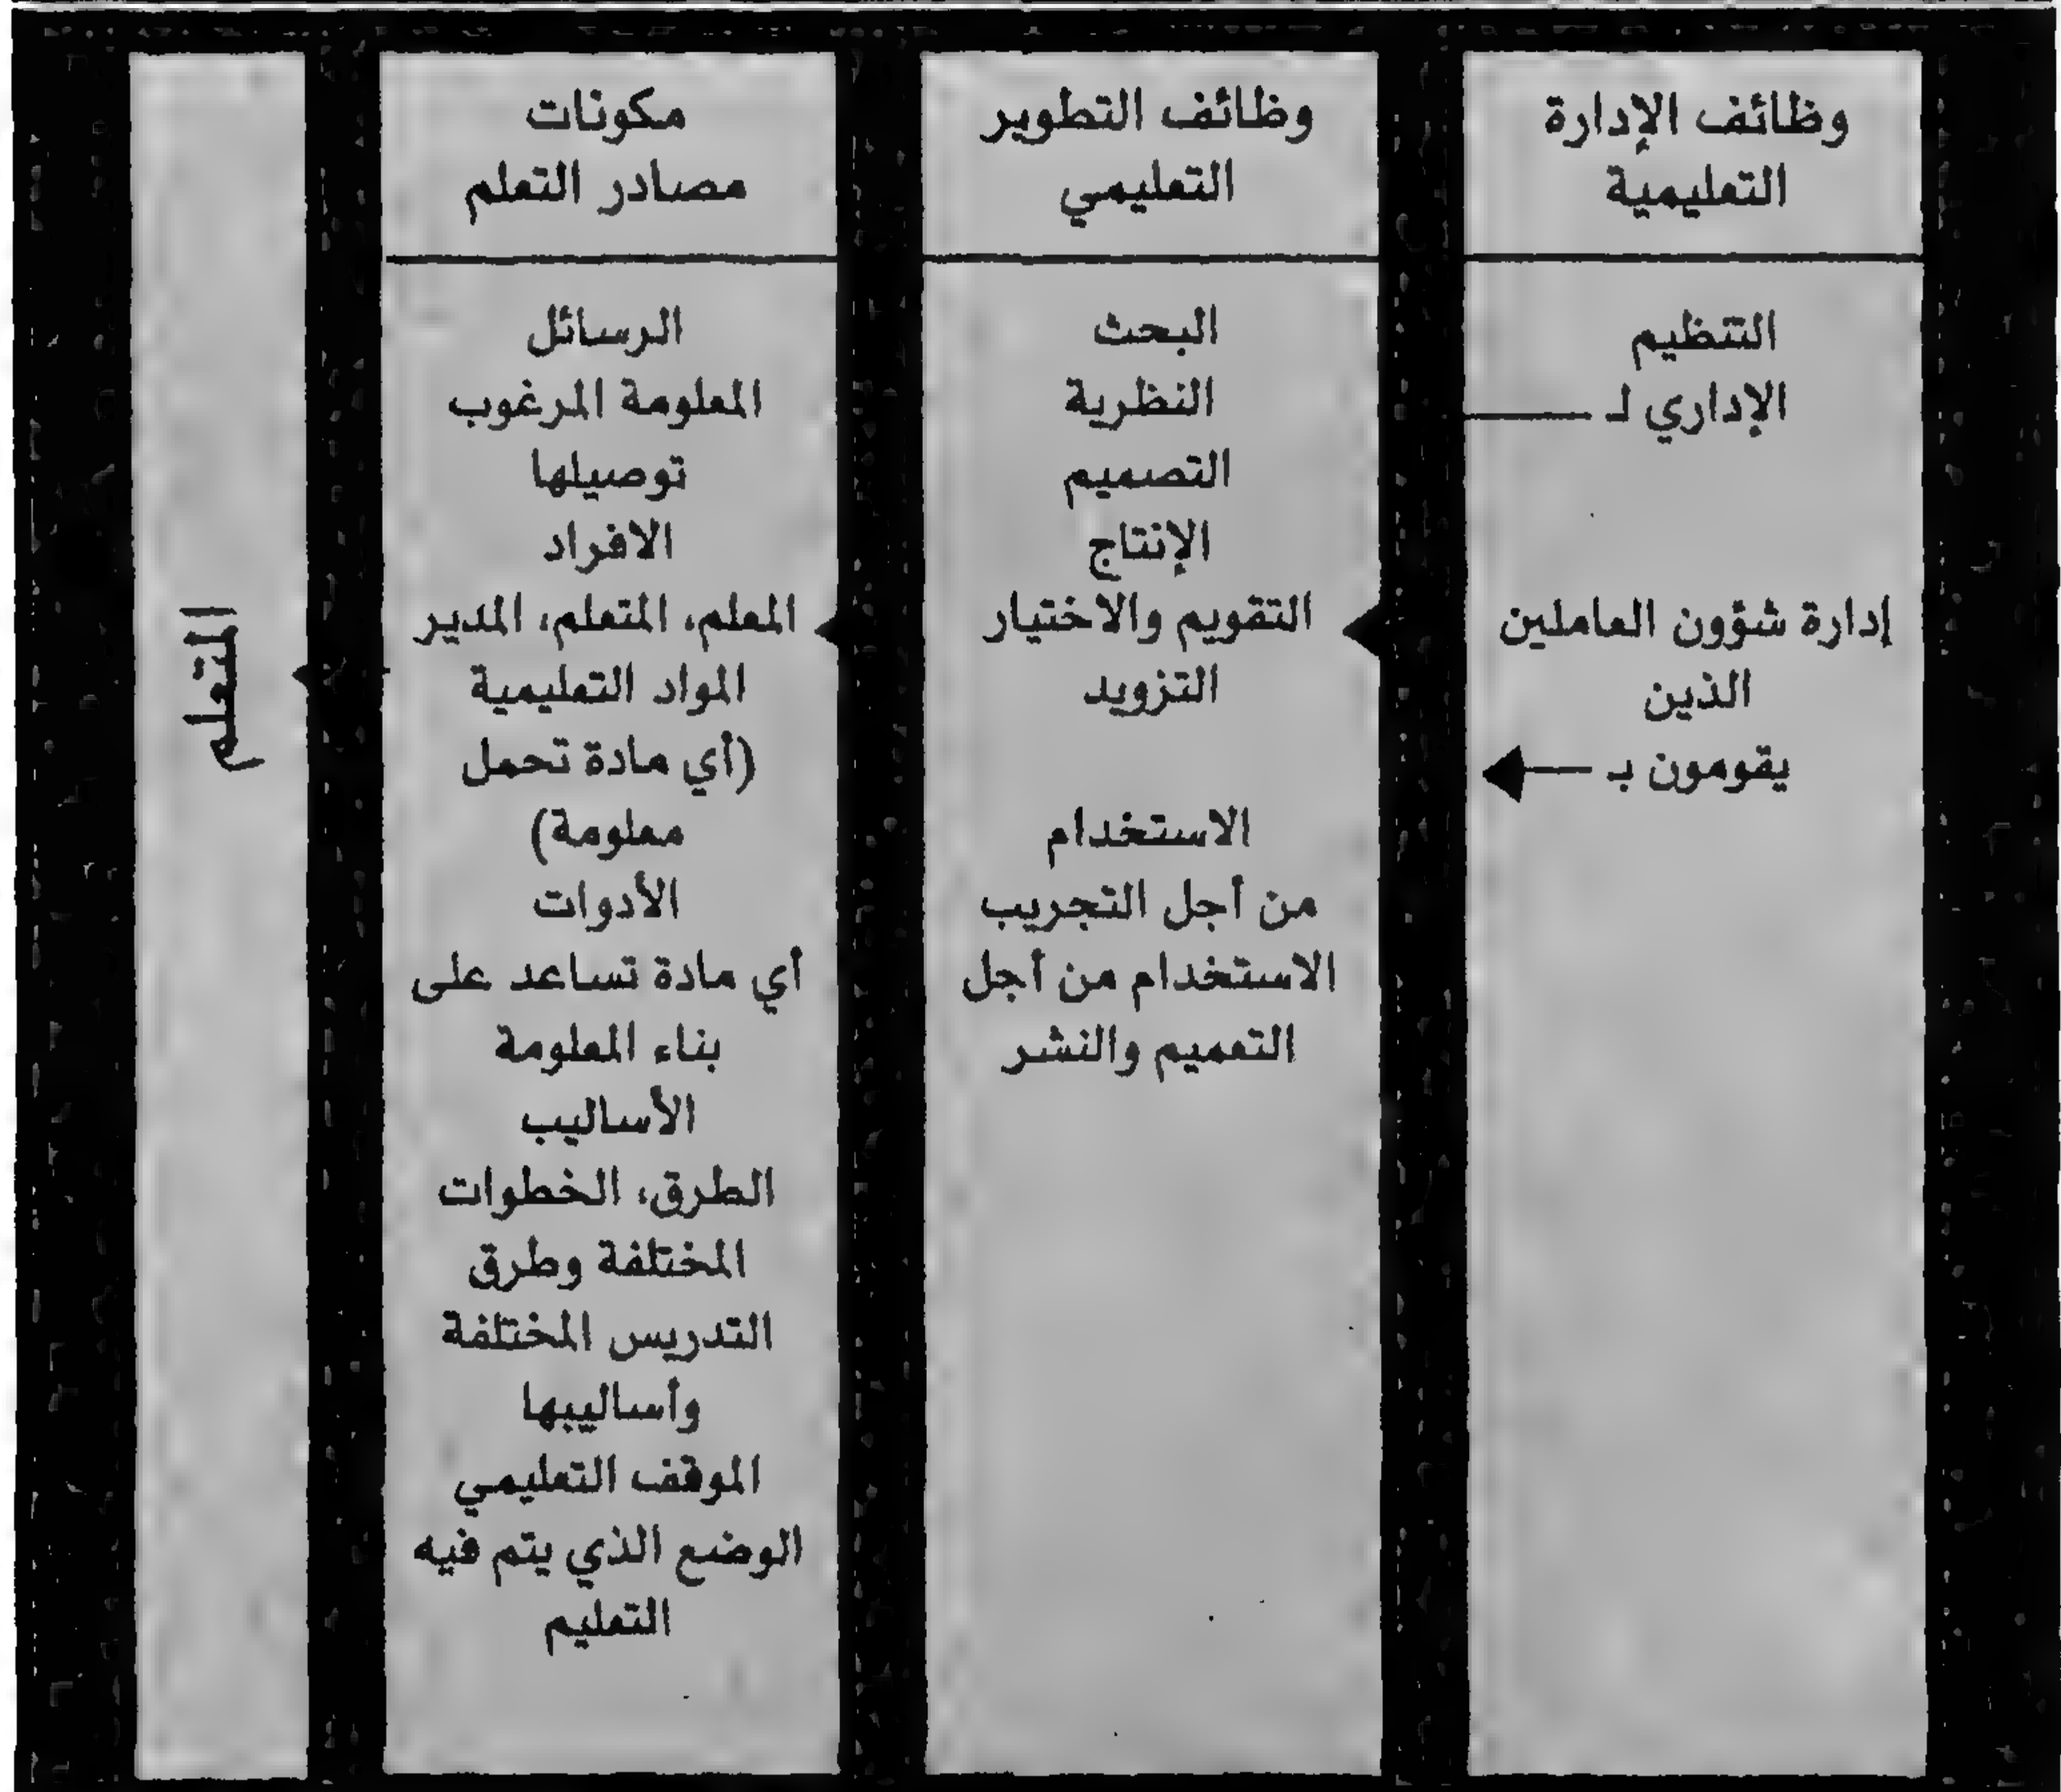 وظائف الإدارة
التعليمية
التنظيم
الإداري لـ
إدارة شؤون العاملين
الذين
يقومون بـ
وظائف التطوير
التعليمي
البحث
النظرية
التصميم
الإنتاج
التقويم والاختيار
التزويد
الاستخدام
من أجل التجريب
الاستخدام من أجل
التعميم والنشر
مكونات
مصادر التعلم
الرسائل
المعلومة المرغوب
توصيلها
الافراد
المعلم، المتعلم، المدير
المواد التعليمية
(أي مادة تحمل
معلومة)
الأدوات
أي مادة تساعد على
بناء المعلومة
الأساليب
الطرق، الخطوات
المختلفة وطرق
التدريس المختلفة
وأساليبها
الموقف التعليمي
الوضع الذي يتم فيه
التعليم
المتعلم